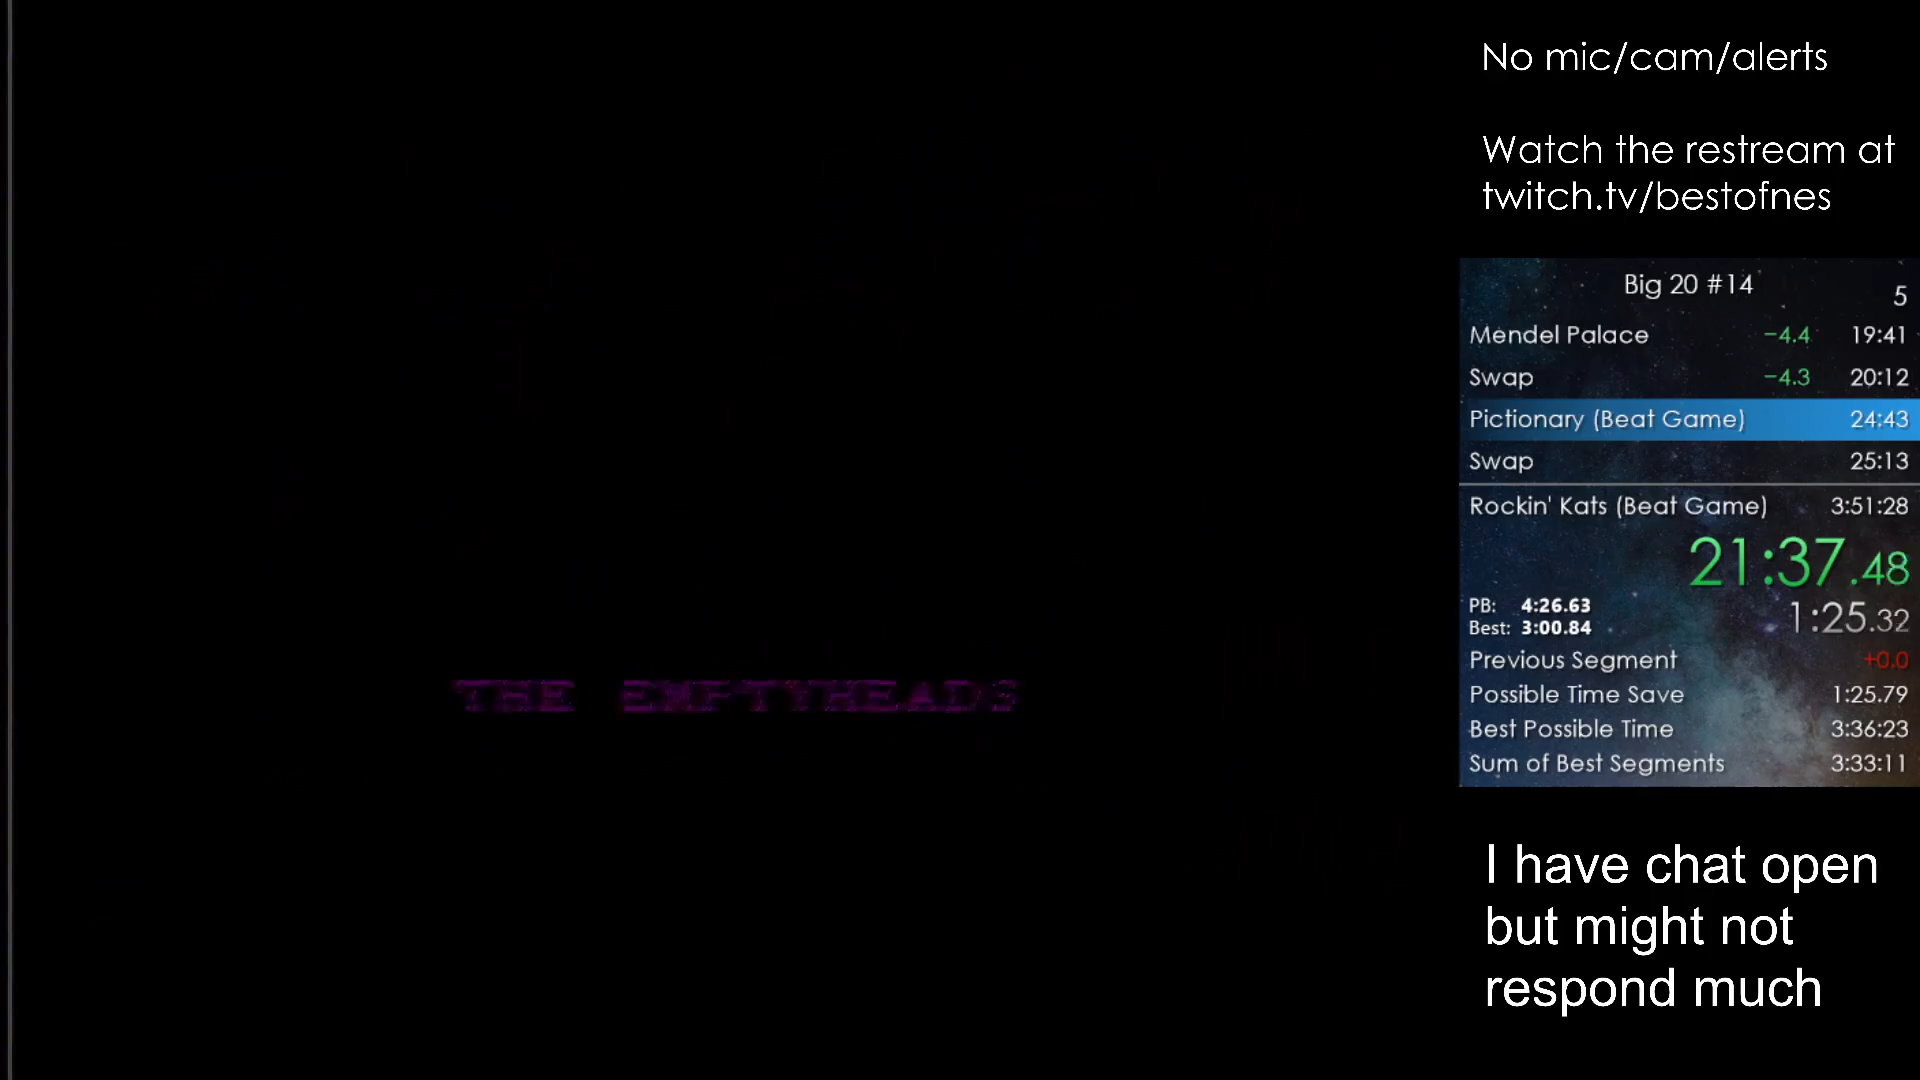 THE EMPTYHEADS
No mic/cam/alerts
Watch the restream at
twitch.tv/bestofnes
Big 20 #14
5
Mendel Palace −4.4 19:41
Swap −4.3 20:12
Pictionary (Beat Game) 24:43
Swap 25:13
Rockin' Kats (Beat Game) 3:51:28
21:37.48
PB: 4:26.63
Best: 3:00.84
1:25.32
Previous Segment +0.0
Possible Time Save 1:25.79
Best Possible Time 3:36:23
Sum of Best Segments 3:33:11
I have chat open
but might not
respond much